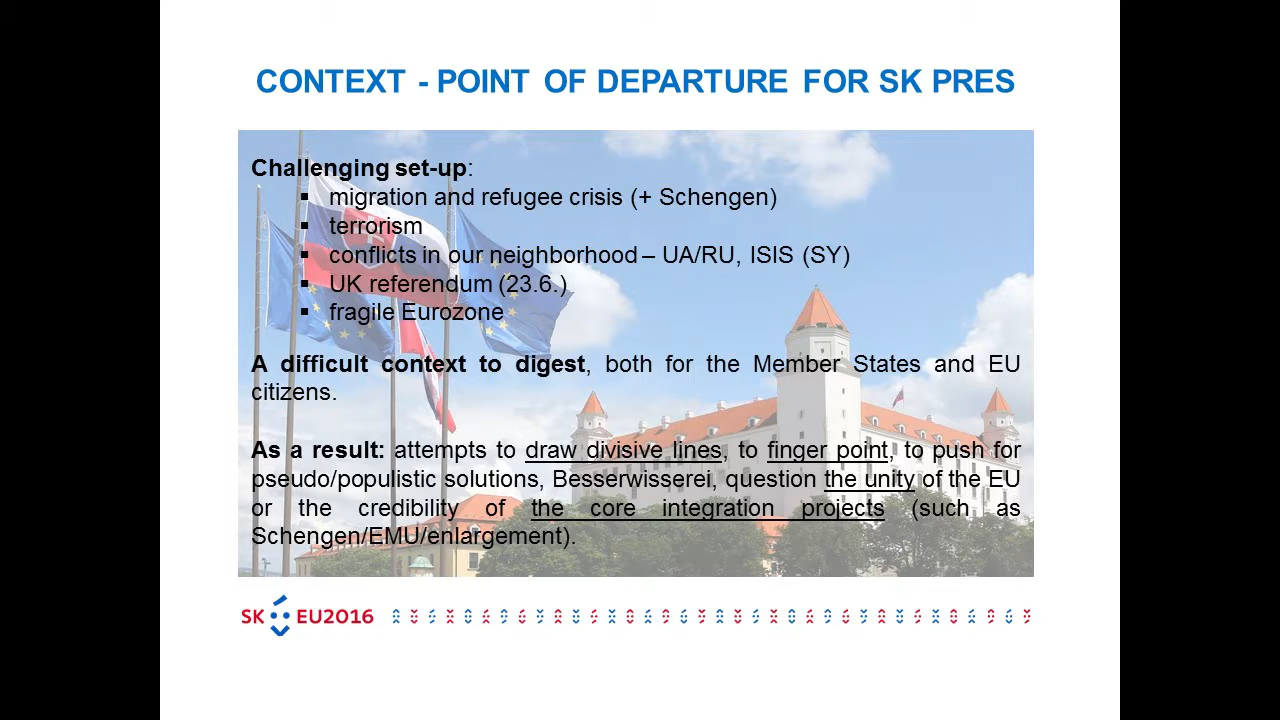 CONTEXT - POINT OF DEPARTURE FOR SK PRES
Challenging set-up:
▪ migration and refugee crisis (+ Schengen)
▪ terrorism
▪ conflicts in our neighborhood – UA/RU, ISIS (SY)
▪ UK referendum (23.6.)
▪ fragile Eurozone
A difficult context to digest, both for the Member States and EU
citizens.
As a result: attempts to draw divisive lines, to finger point, to push for
pseudo/populistic solutions, Besserwisserei, question the unity of the EU
or the credibility of the core integration projects (such as
Schengen/EMU/enlargement).
SK EU2016